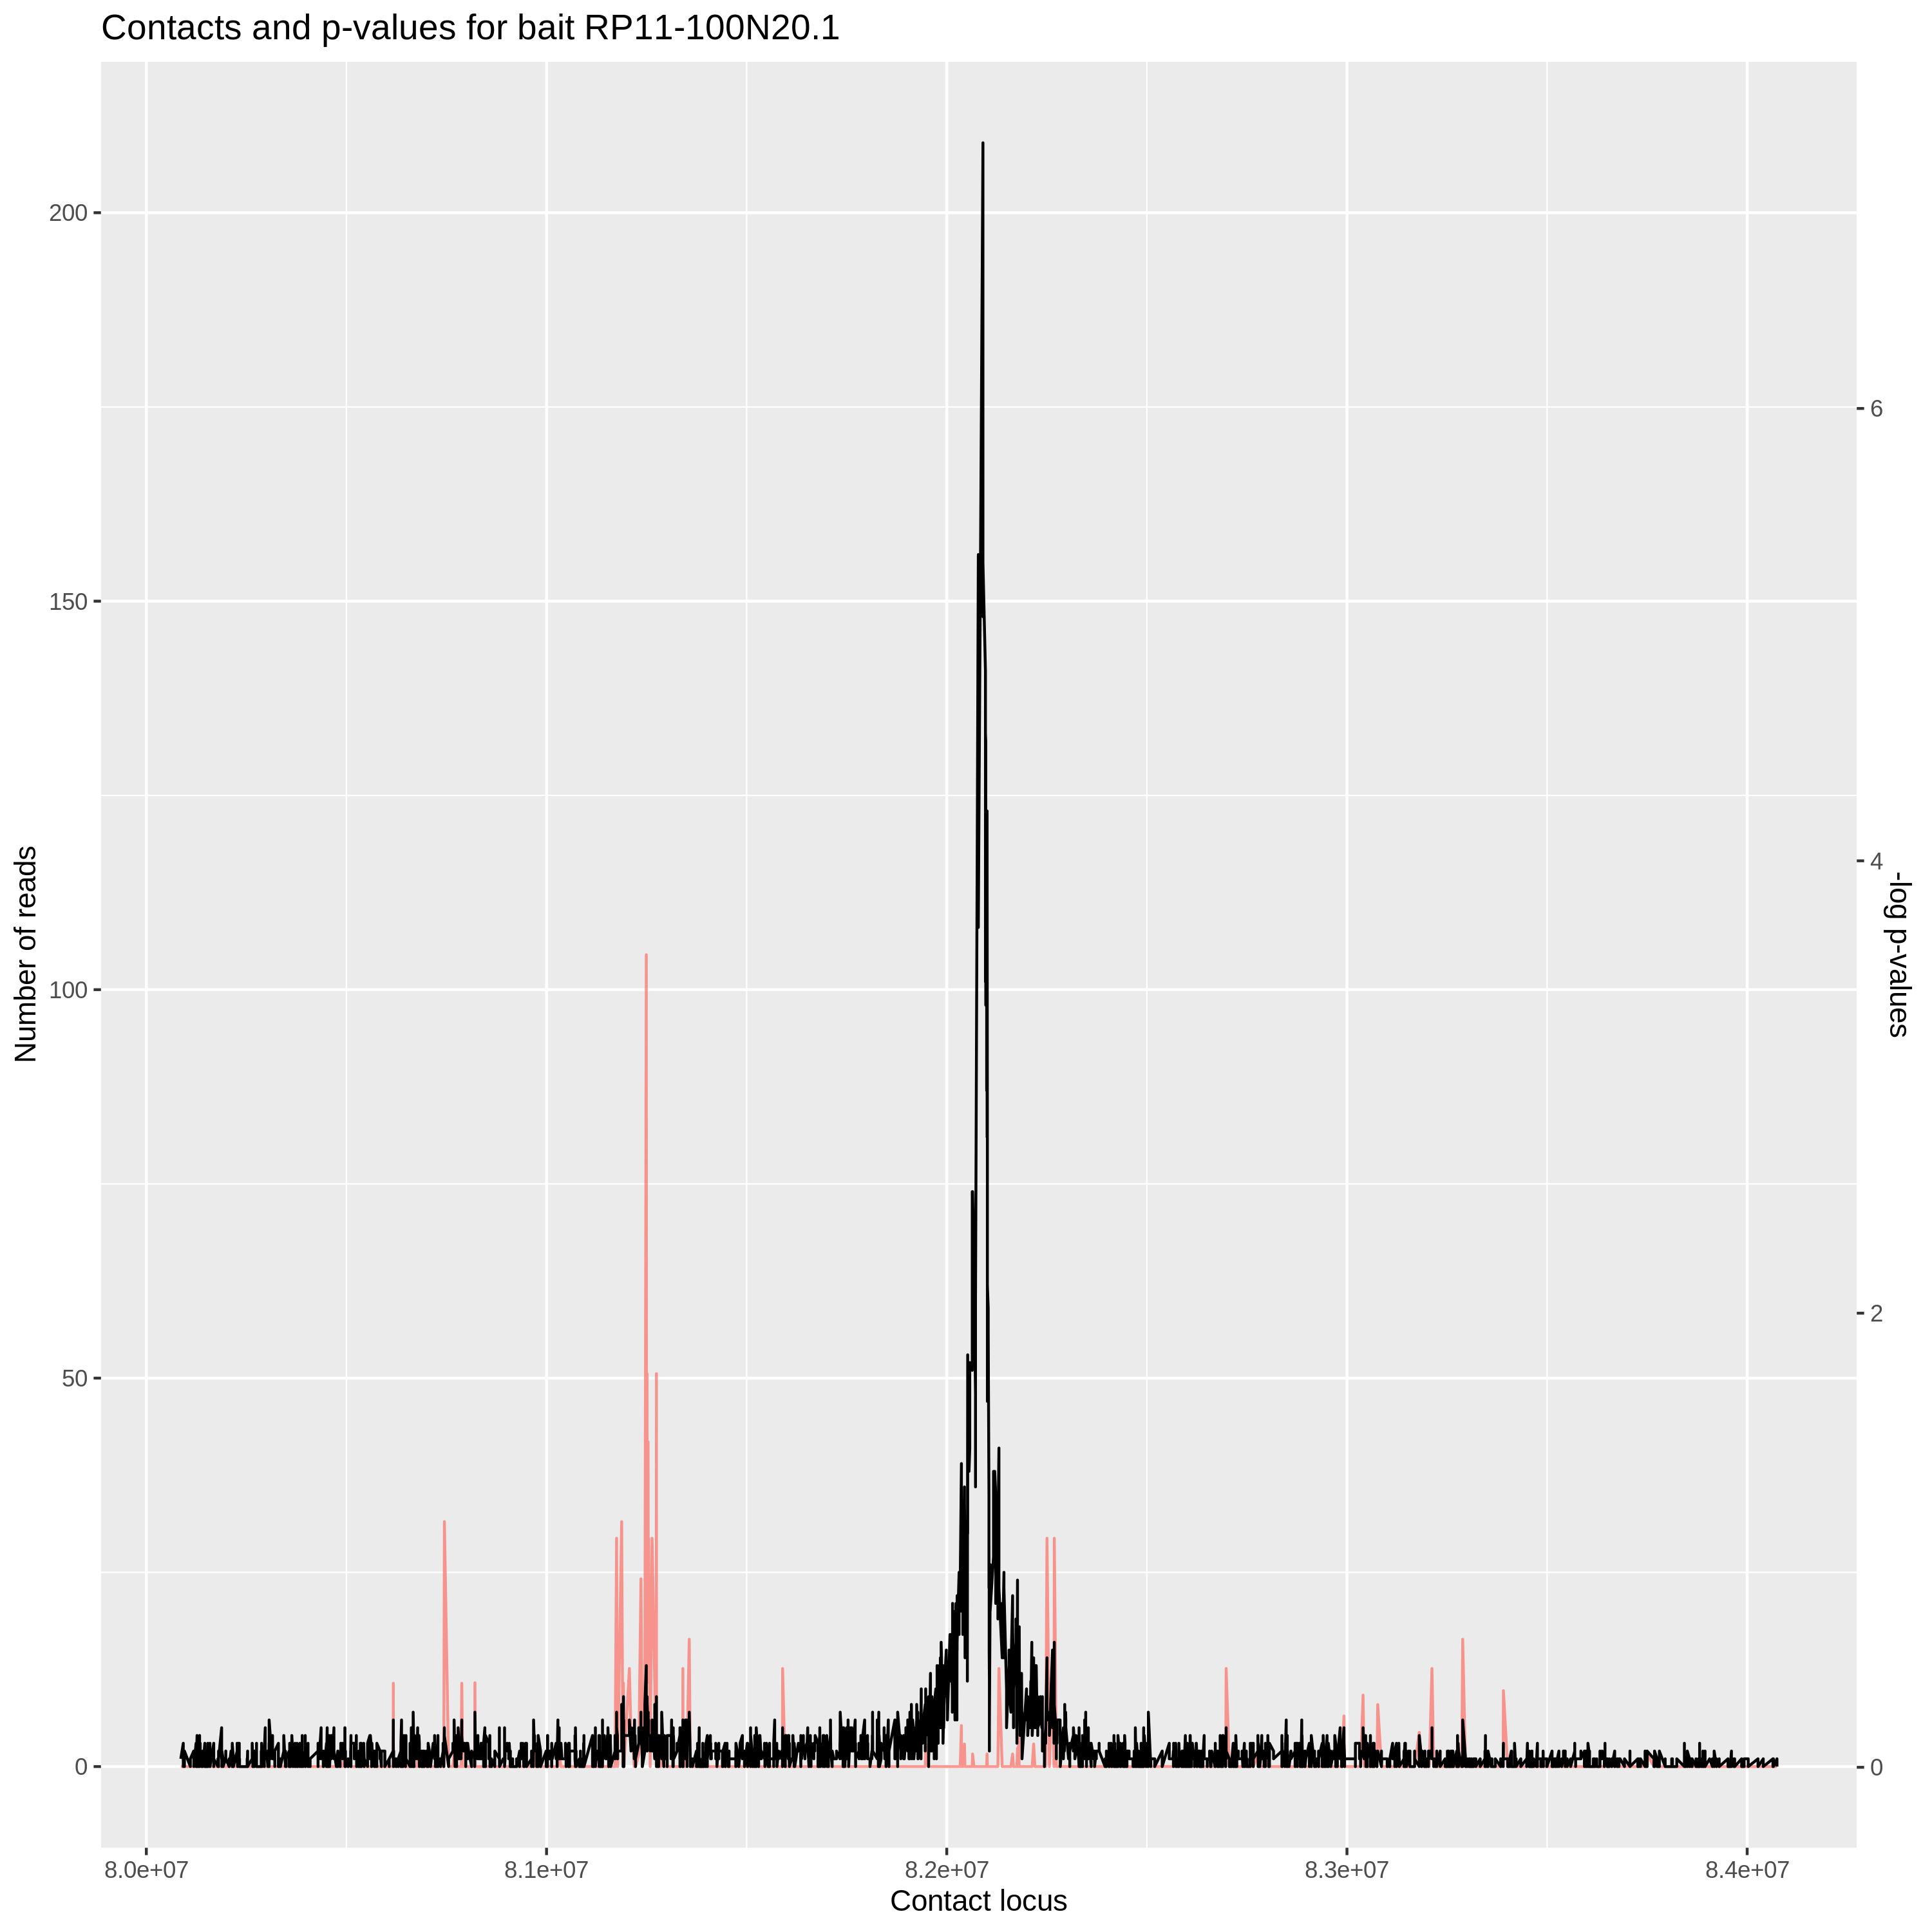 Contacts and p-values for bait RP11-100N20.1
Number of reads
200
150
100
50
0
6
4
2
0
-log p-values
8.0e+07
8.1e+07
8.2e+07
8.3e+07
8.4e+07
Contact locus